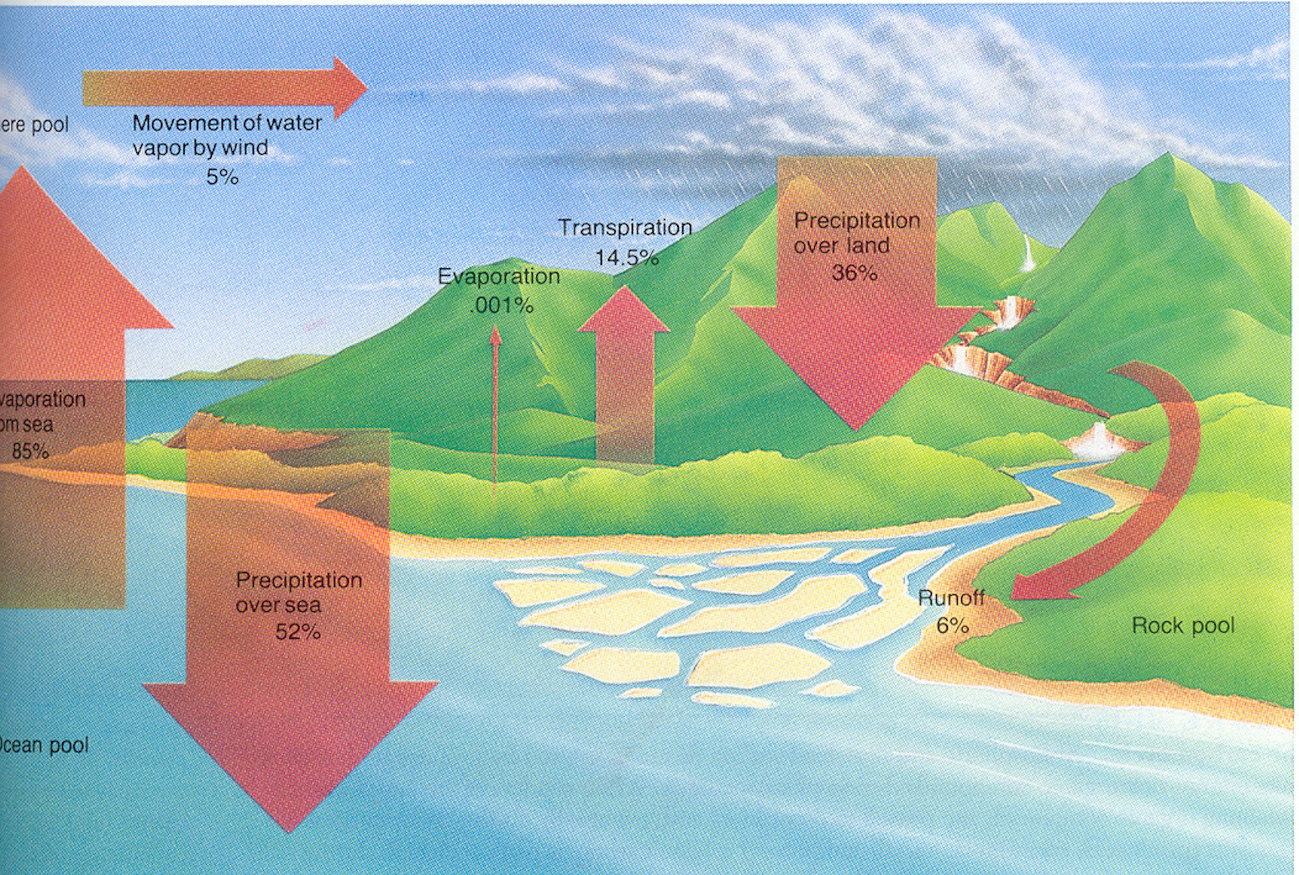 ere pool
Movement of water
vapor by wind
5%
Transpiration
14.5%
Evaporation
.001%
Precipitation
over land
36%
vaporation
om sea
85%
Precipitation
over sea
52%
Runoff
6%
Rock pool
Ocean pool